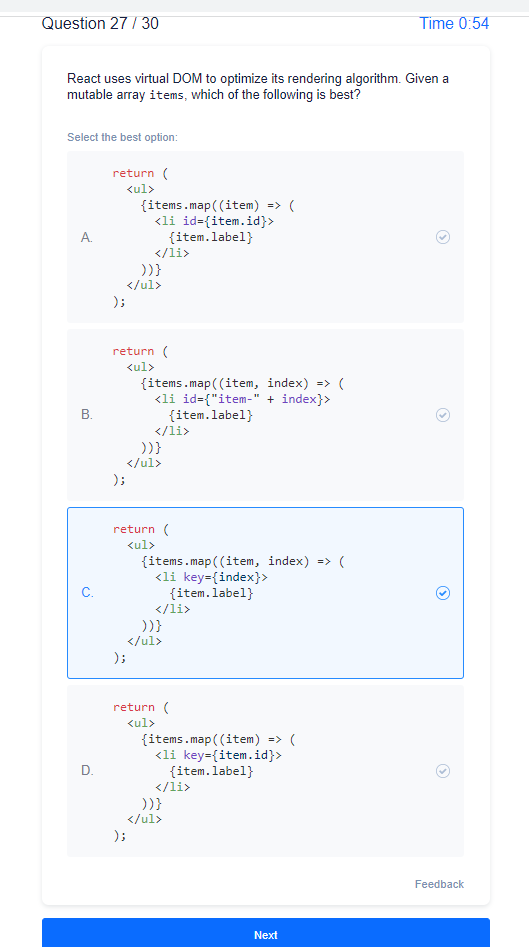 Question 27 / 30
Time 0:54
React uses virtual DOM to optimize its rendering algorithm. Given a
mutable array items, which of the following is best?
Select the best option:
A.
return (
  <ul>
    {items.map((item) => (
      <li id={item.id}>
        {item.label}
      </li>
    ))}
  </ul>
);
B.
return (
  <ul>
    {items.map((item, index) => (
      <li id={"item-" + index}>
        {item.label}
      </li>
    ))}
  </ul>
);
C.
return (
  <ul>
    {items.map((item, index) => (
      <li key={index}>
        {item.label}
      </li>
    ))}
  </ul>
);
D.
return (
  <ul>
    {items.map((item) => (
      <li key={item.id}>
        {item.label}
      </li>
    ))}
  </ul>
);
Feedback
Next